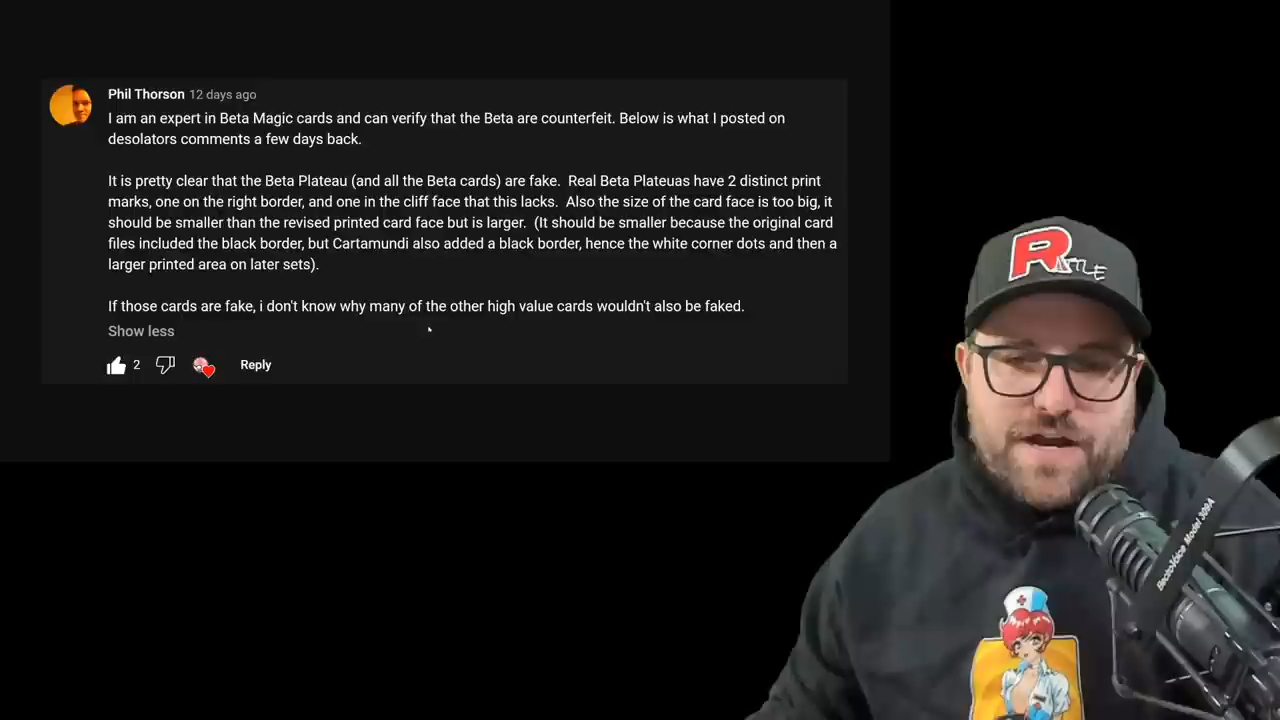 Phil Thorson 12 days ago
I am an expert in Beta Magic cards and can verify that the Beta are counterfeit. Below is what I posted on
desolators comments a few days back.
It is pretty clear that the Beta Plateau (and all the Beta cards) are fake.  Real Beta Plateuas have 2 distinct print
marks, one on the right border, and one in the cliff face that this lacks.  Also the size of the card face is too big, it
should be smaller than the revised printed card face but is larger.  (It should be smaller because the original card
files included the black border, but Cartamundi also added a black border, hence the white corner dots and then a
larger printed area on later sets).
If those cards are fake, i don't know why many of the other high value cards wouldn't also be faked.
Show less
2
Reply
R
ATTLE